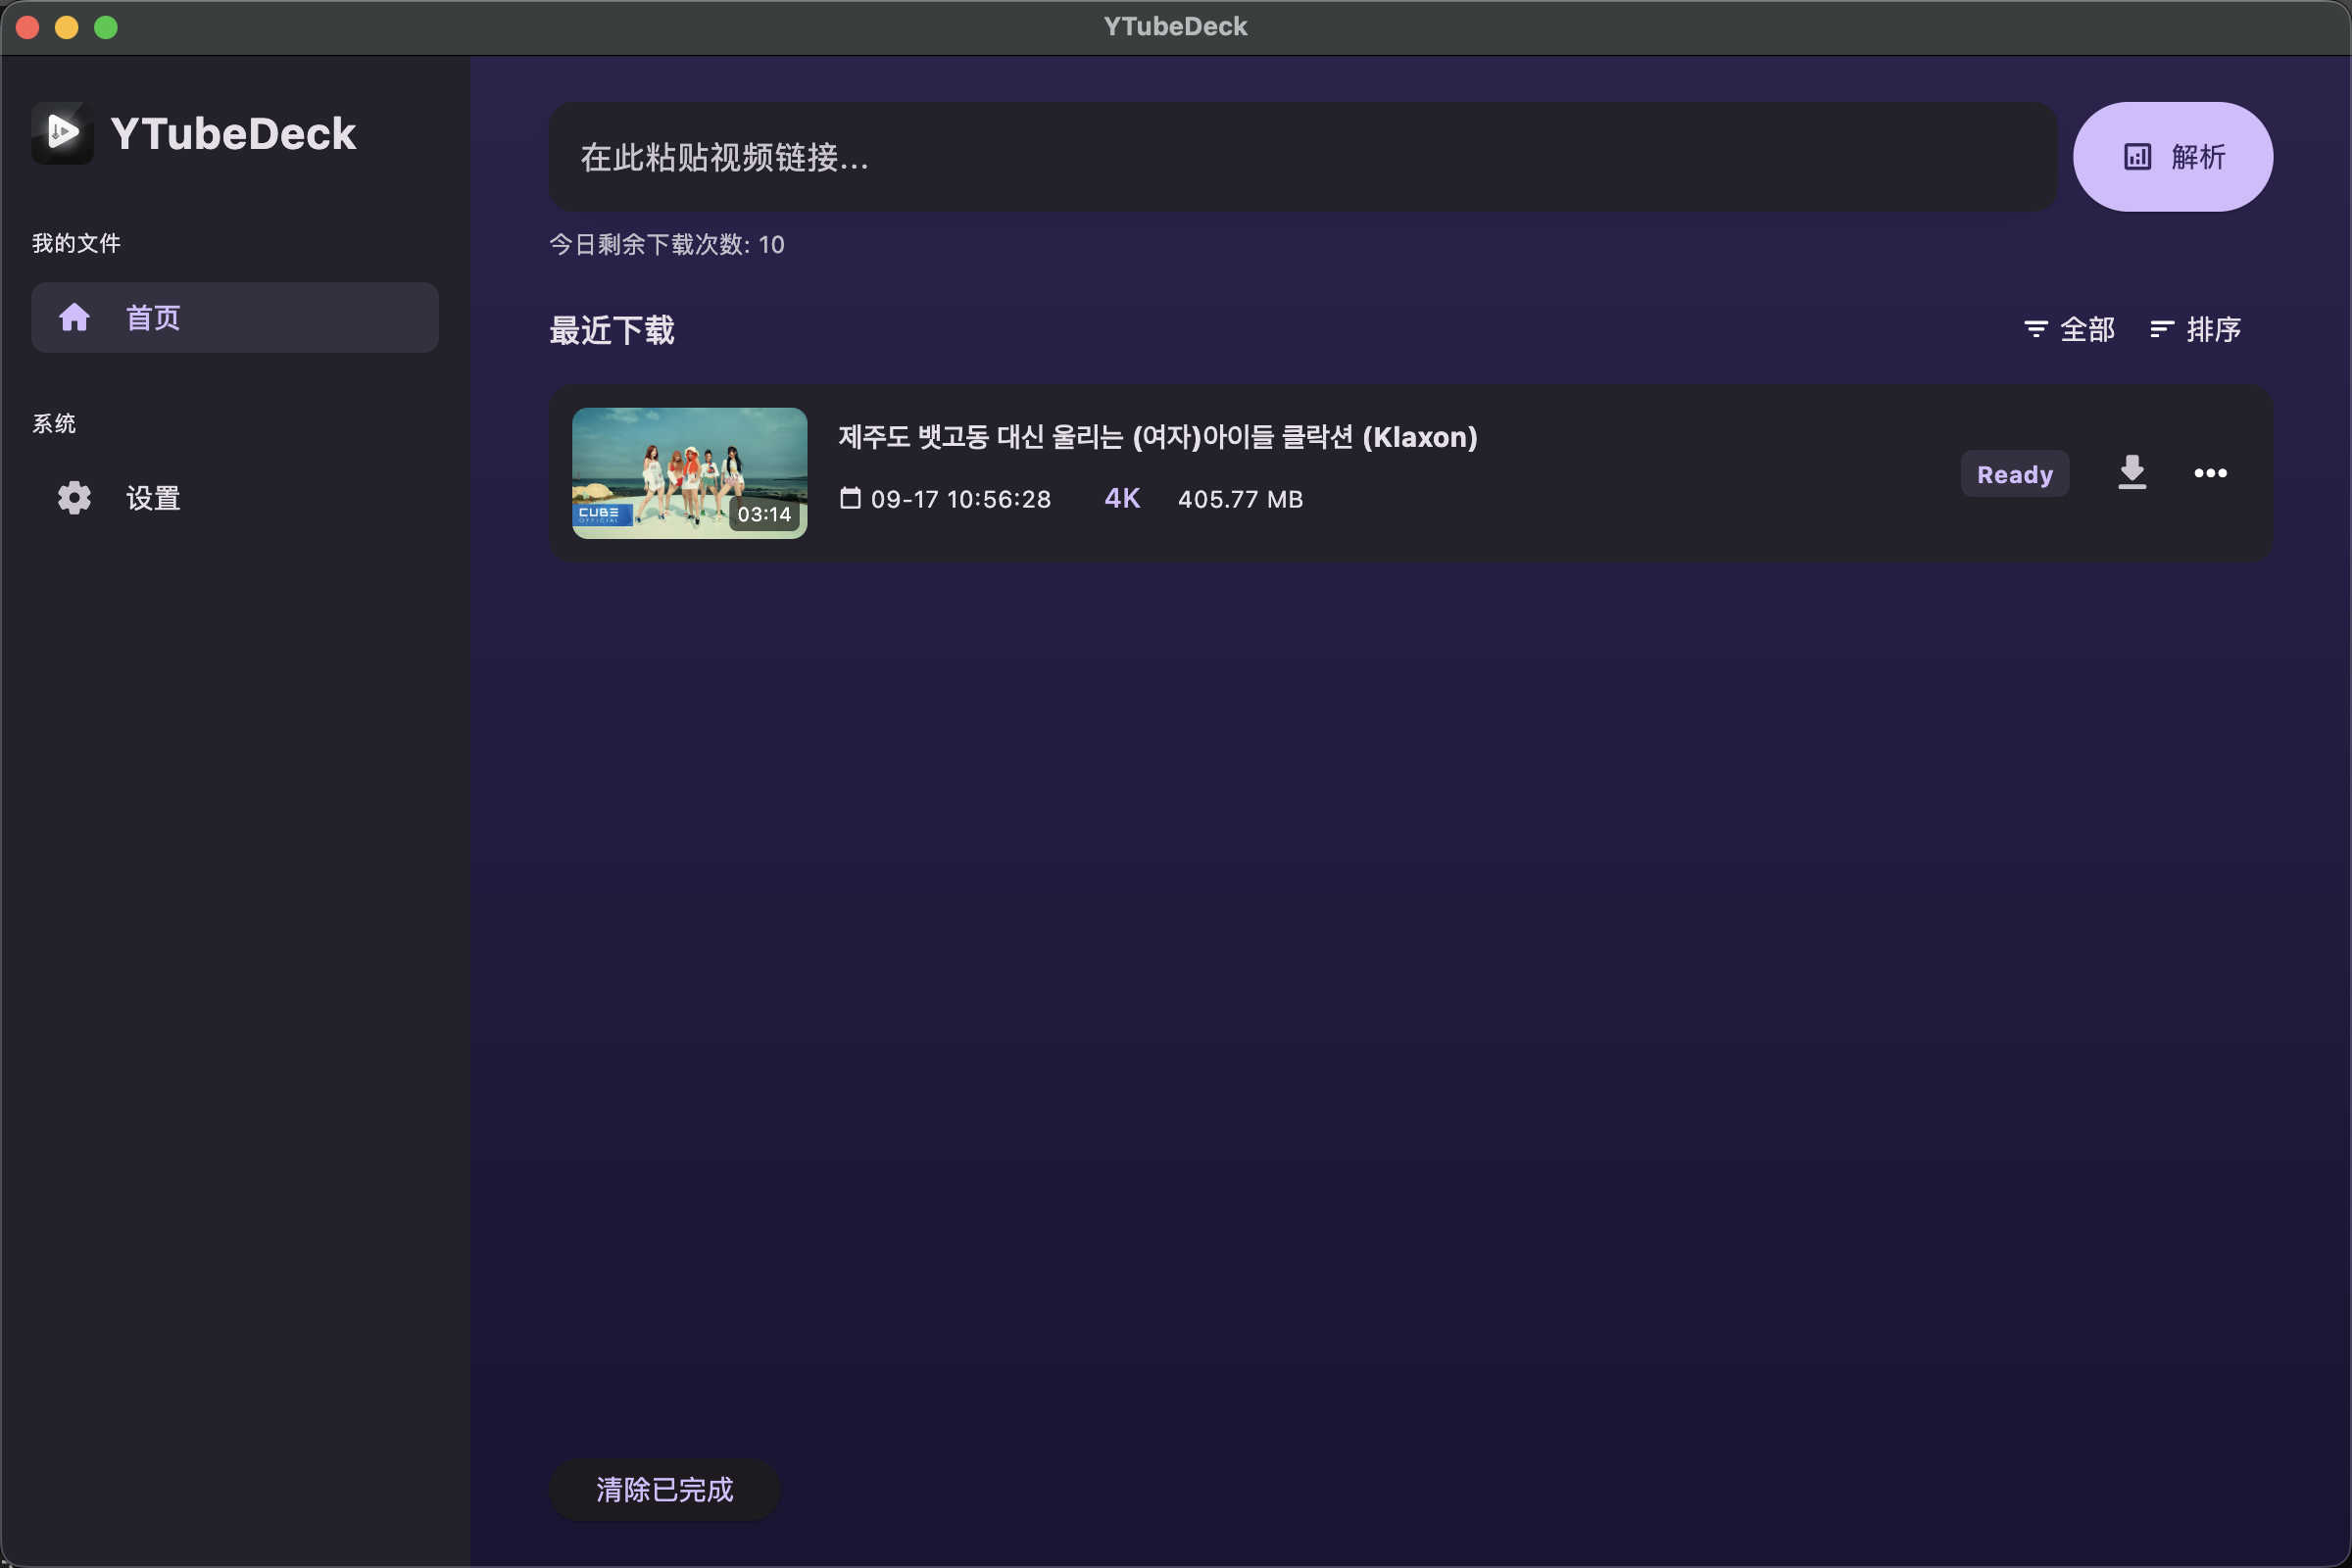 YTubeDeck
YTubeDeck
我的文件
首页
系统
设置
在此粘贴视频链接...
解析
今日剩余下载次数: 10
最近下载
全部
排序
제주도 뱃고동 대신 울리는 (여자)아이들 클락션 (Klaxon)
CUBE
OFFICIAL
03:14
09-17 10:56:28 4K 405.77 MB
Ready
清除已完成